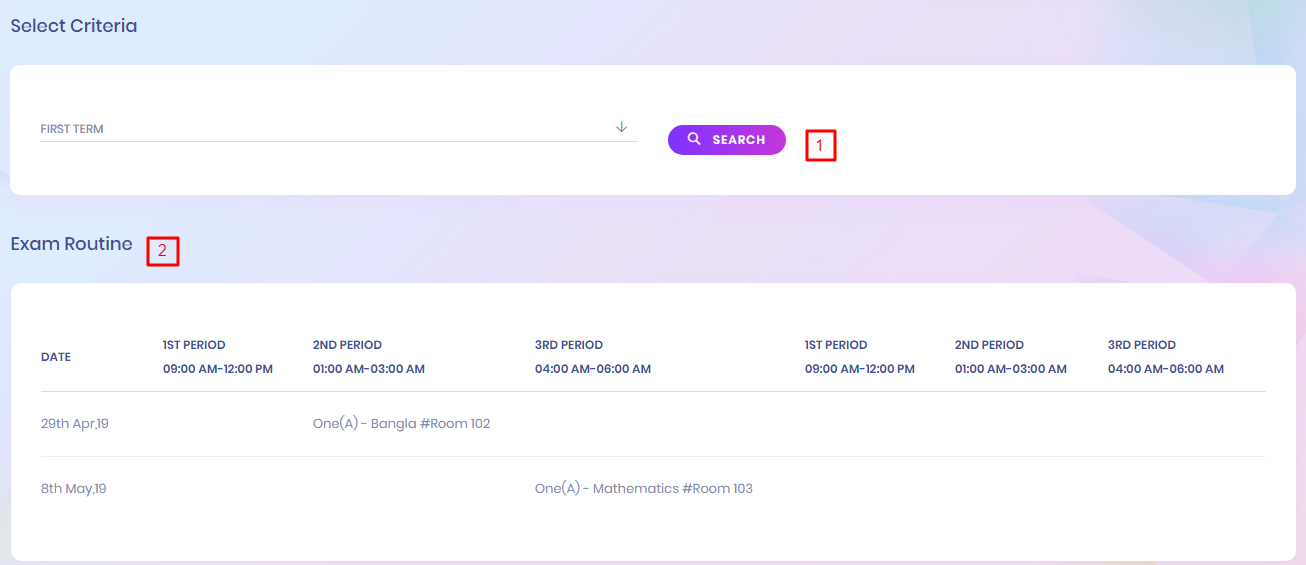 Select Criteria
FIRST TERM
SEARCH
1
Exam Routine
2
DATE 1ST PERIOD 2ND PERIOD 3RD PERIOD 1ST PERIOD 2ND PERIOD 3RD PERIOD
09:00 AM-12:00 PM 01:00 AM-03:00 AM 04:00 AM-06:00 AM 09:00 AM-12:00 PM 01:00 AM-03:00 AM 04:00 AM-06:00 AM
29th Apr,19 One(A) - Bangla #Room 102
8th May,19 One(A) - Mathematics #Room 103